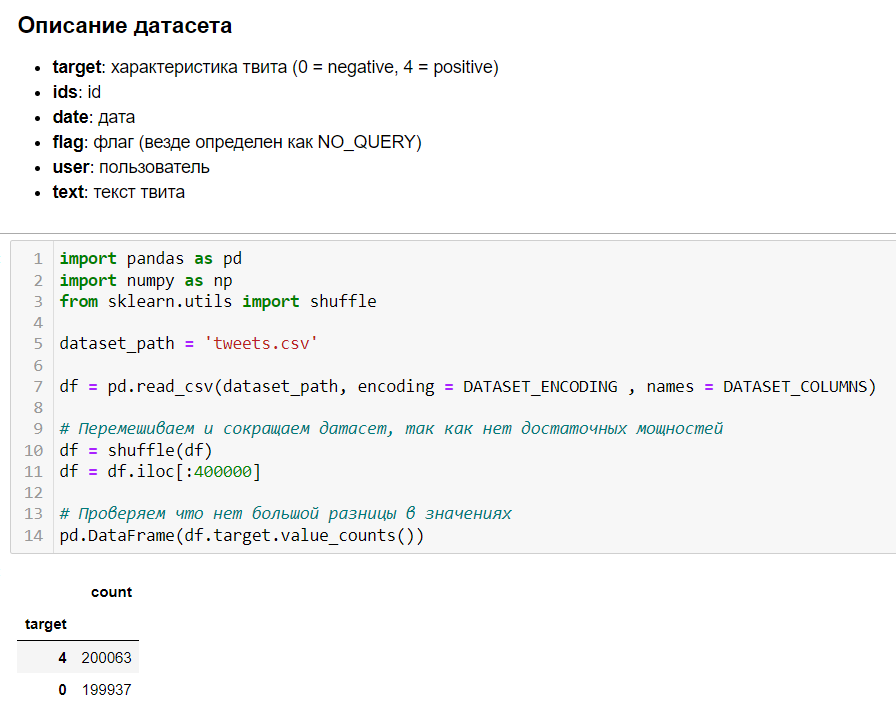 Описание датасета
• target: характеристика твита (0 = negative, 4 = positive)
• ids: id
• date: дата
• flag: флаг (везде определен как NO_QUERY)
• user: пользователь
• text: текст твита
1 import pandas as pd
2 import numpy as np
3 from sklearn.utils import shuffle
4
5 dataset_path = 'tweets.csv'
6
7 df = pd.read_csv(dataset_path, encoding = DATASET_ENCODING , names = DATASET_COLUMNS)
8
9 # Перемешиваем и сокращаем датасет, так как нет достаточных мощностей
10 df = shuffle(df)
11 df = df.iloc[:400000]
12
13 # Проверяем что нет большой разницы в значениях
14 pd.DataFrame(df.target.value_counts())
count
target
4 200063
0 199937